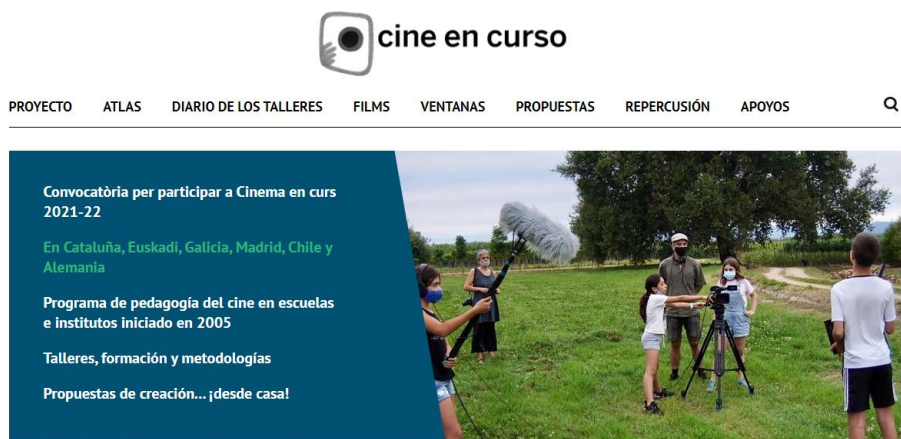 cine en curso
PROYECTO ATLAS DIARIO DE LOS TALLERES FILMS VENTANAS PROPUESTAS REPERCUSIÓN APOYOS
Convocatòria per participar a Cinema en curs
2021-22
En Cataluña, Euskadi, Galicia, Madrid, Chile y
Alemania
Programa de pedagogía del cine en escuelas
e institutos iniciado en 2005
Talleres, formación y metodologías
Propuestas de creación... ¡desde casa!